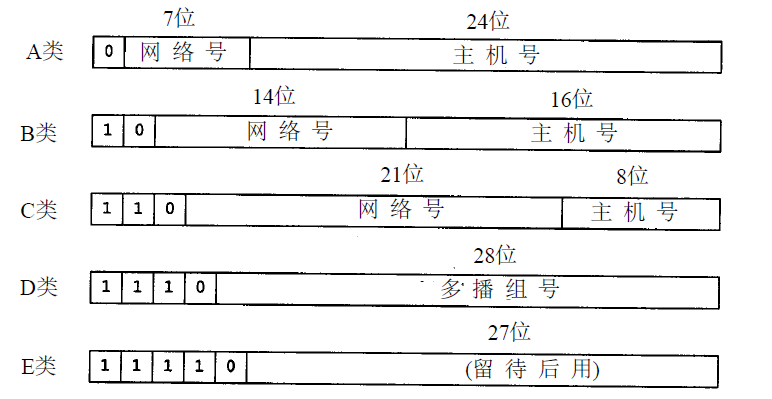 7位 24位
A类 0 网络号 主机号
14位 16位
B类 1 0 网络号 主机号
21位 8位
C类 1 1 0 网络号 主机号
28位
D类 1 1 1 0 多播组号
27位
E类 1 1 1 1 0 (留待后用)